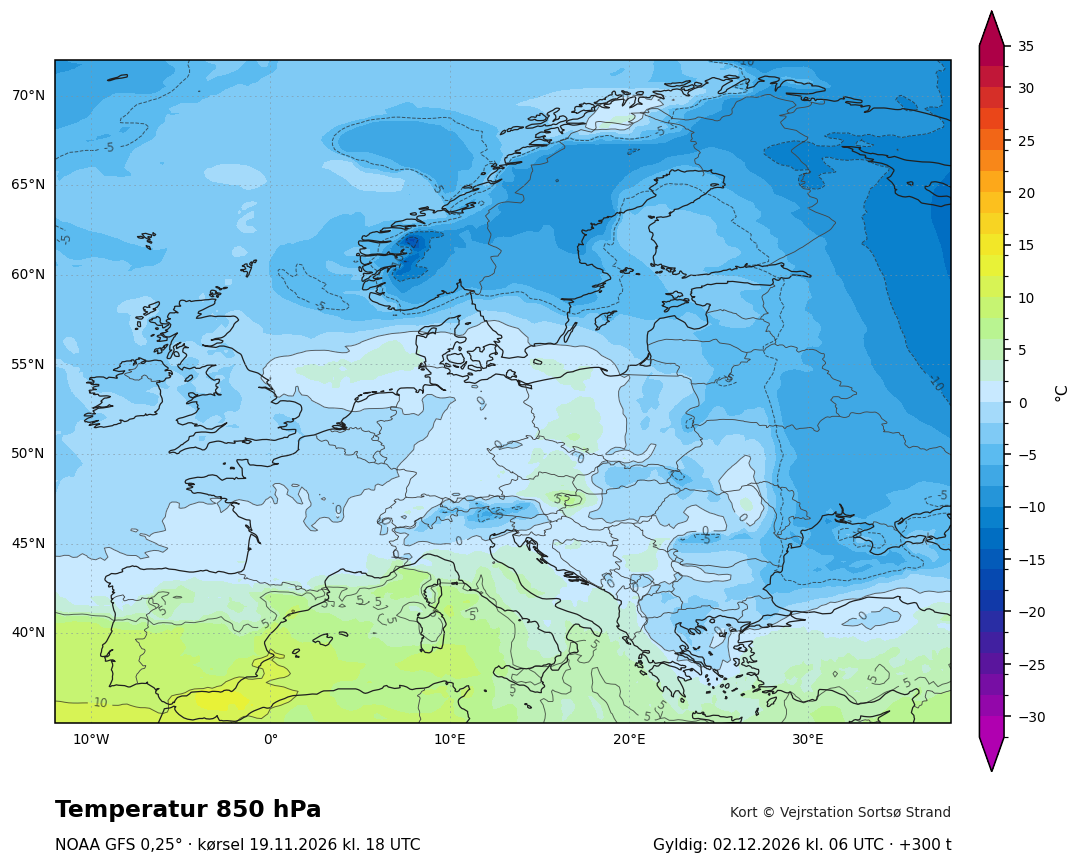 70°N
65°N
60°N
55°N
50°N
45°N
40°N
10°W
0°
10°E
20°E
30°E
35
30
25
20
15
10
5
0
−5
−10
−15
−20
−25
−30
°C
Temperatur 850 hPa
Kort © Vejrstation Sortsø Strand
NOAA GFS 0,25° · kørsel 19.11.2026 kl. 18 UTC
Gyldig: 02.12.2026 kl. 06 UTC · +300 t